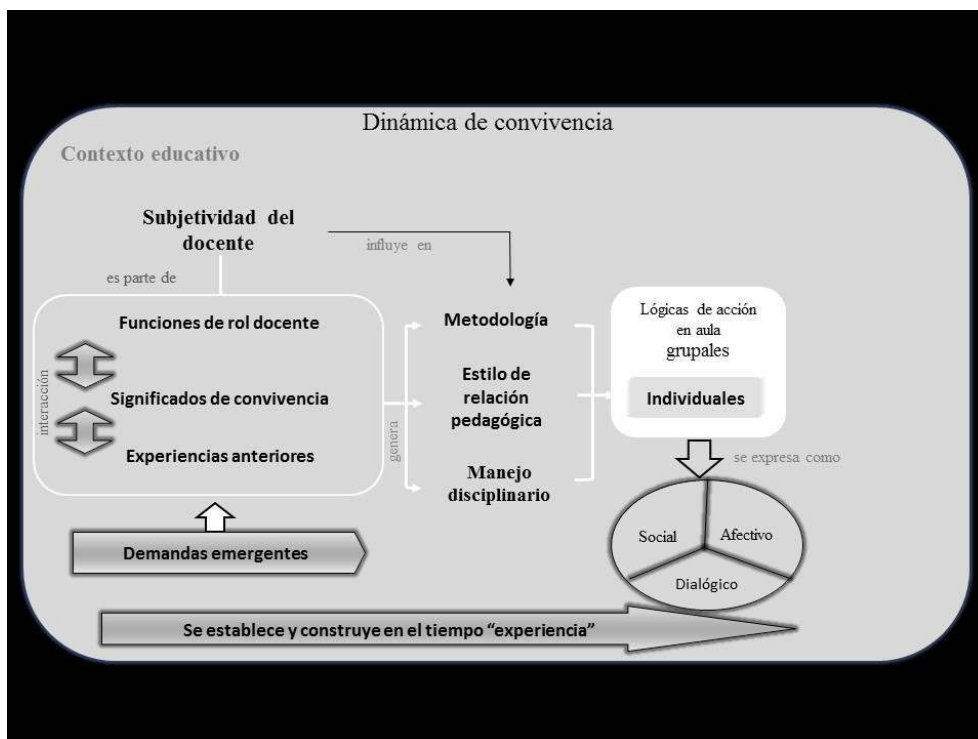 Dinámica de convivencia
Contexto educativo
Subjetividad del
docente
influye en
es parte de
Funciones de rol docente
interacción
Significados de convivencia
Experiencias anteriores
genera
Metodología
Estilo de
relación
pedagógica
Manejo
disciplinario
Lógicas de acción
en aula
grupales
Individuales
se expresa como
Social
Afectivo
Dialógico
Demandas emergentes
Se establece y construye en el tiempo “experiencia”